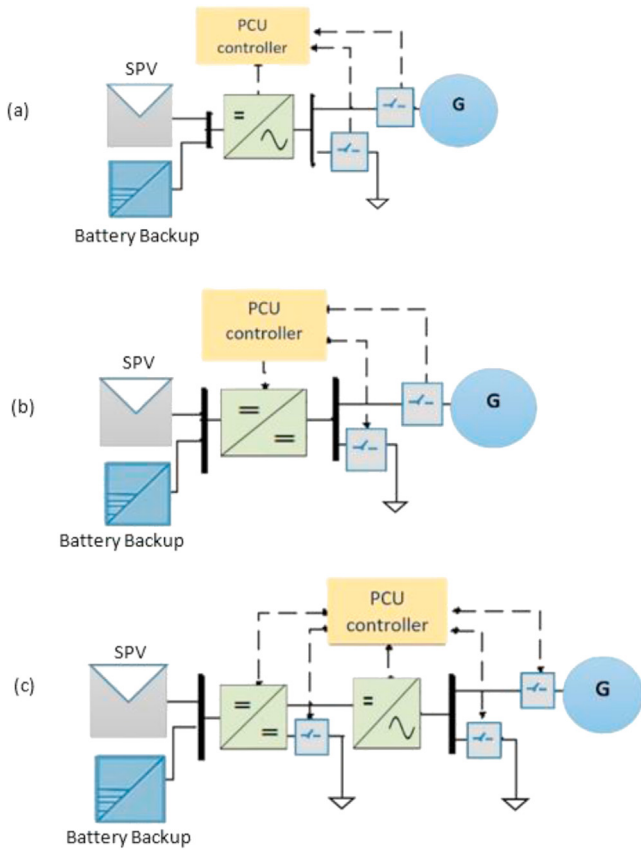 PCU
controller
SPV
(a)
G
Battery Backup
PCU
controller
SPV
(b)
G
Battery Backup
PCU
controller
SPV
(c)
G
Battery Backup